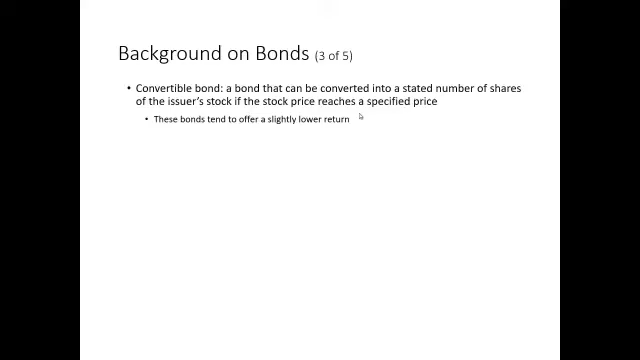 Background on Bonds (3 of 5)
• Convertible bond: a bond that can be converted into a stated number of shares
of the issuer's stock if the stock price reaches a specified price
• These bonds tend to offer a slightly lower return